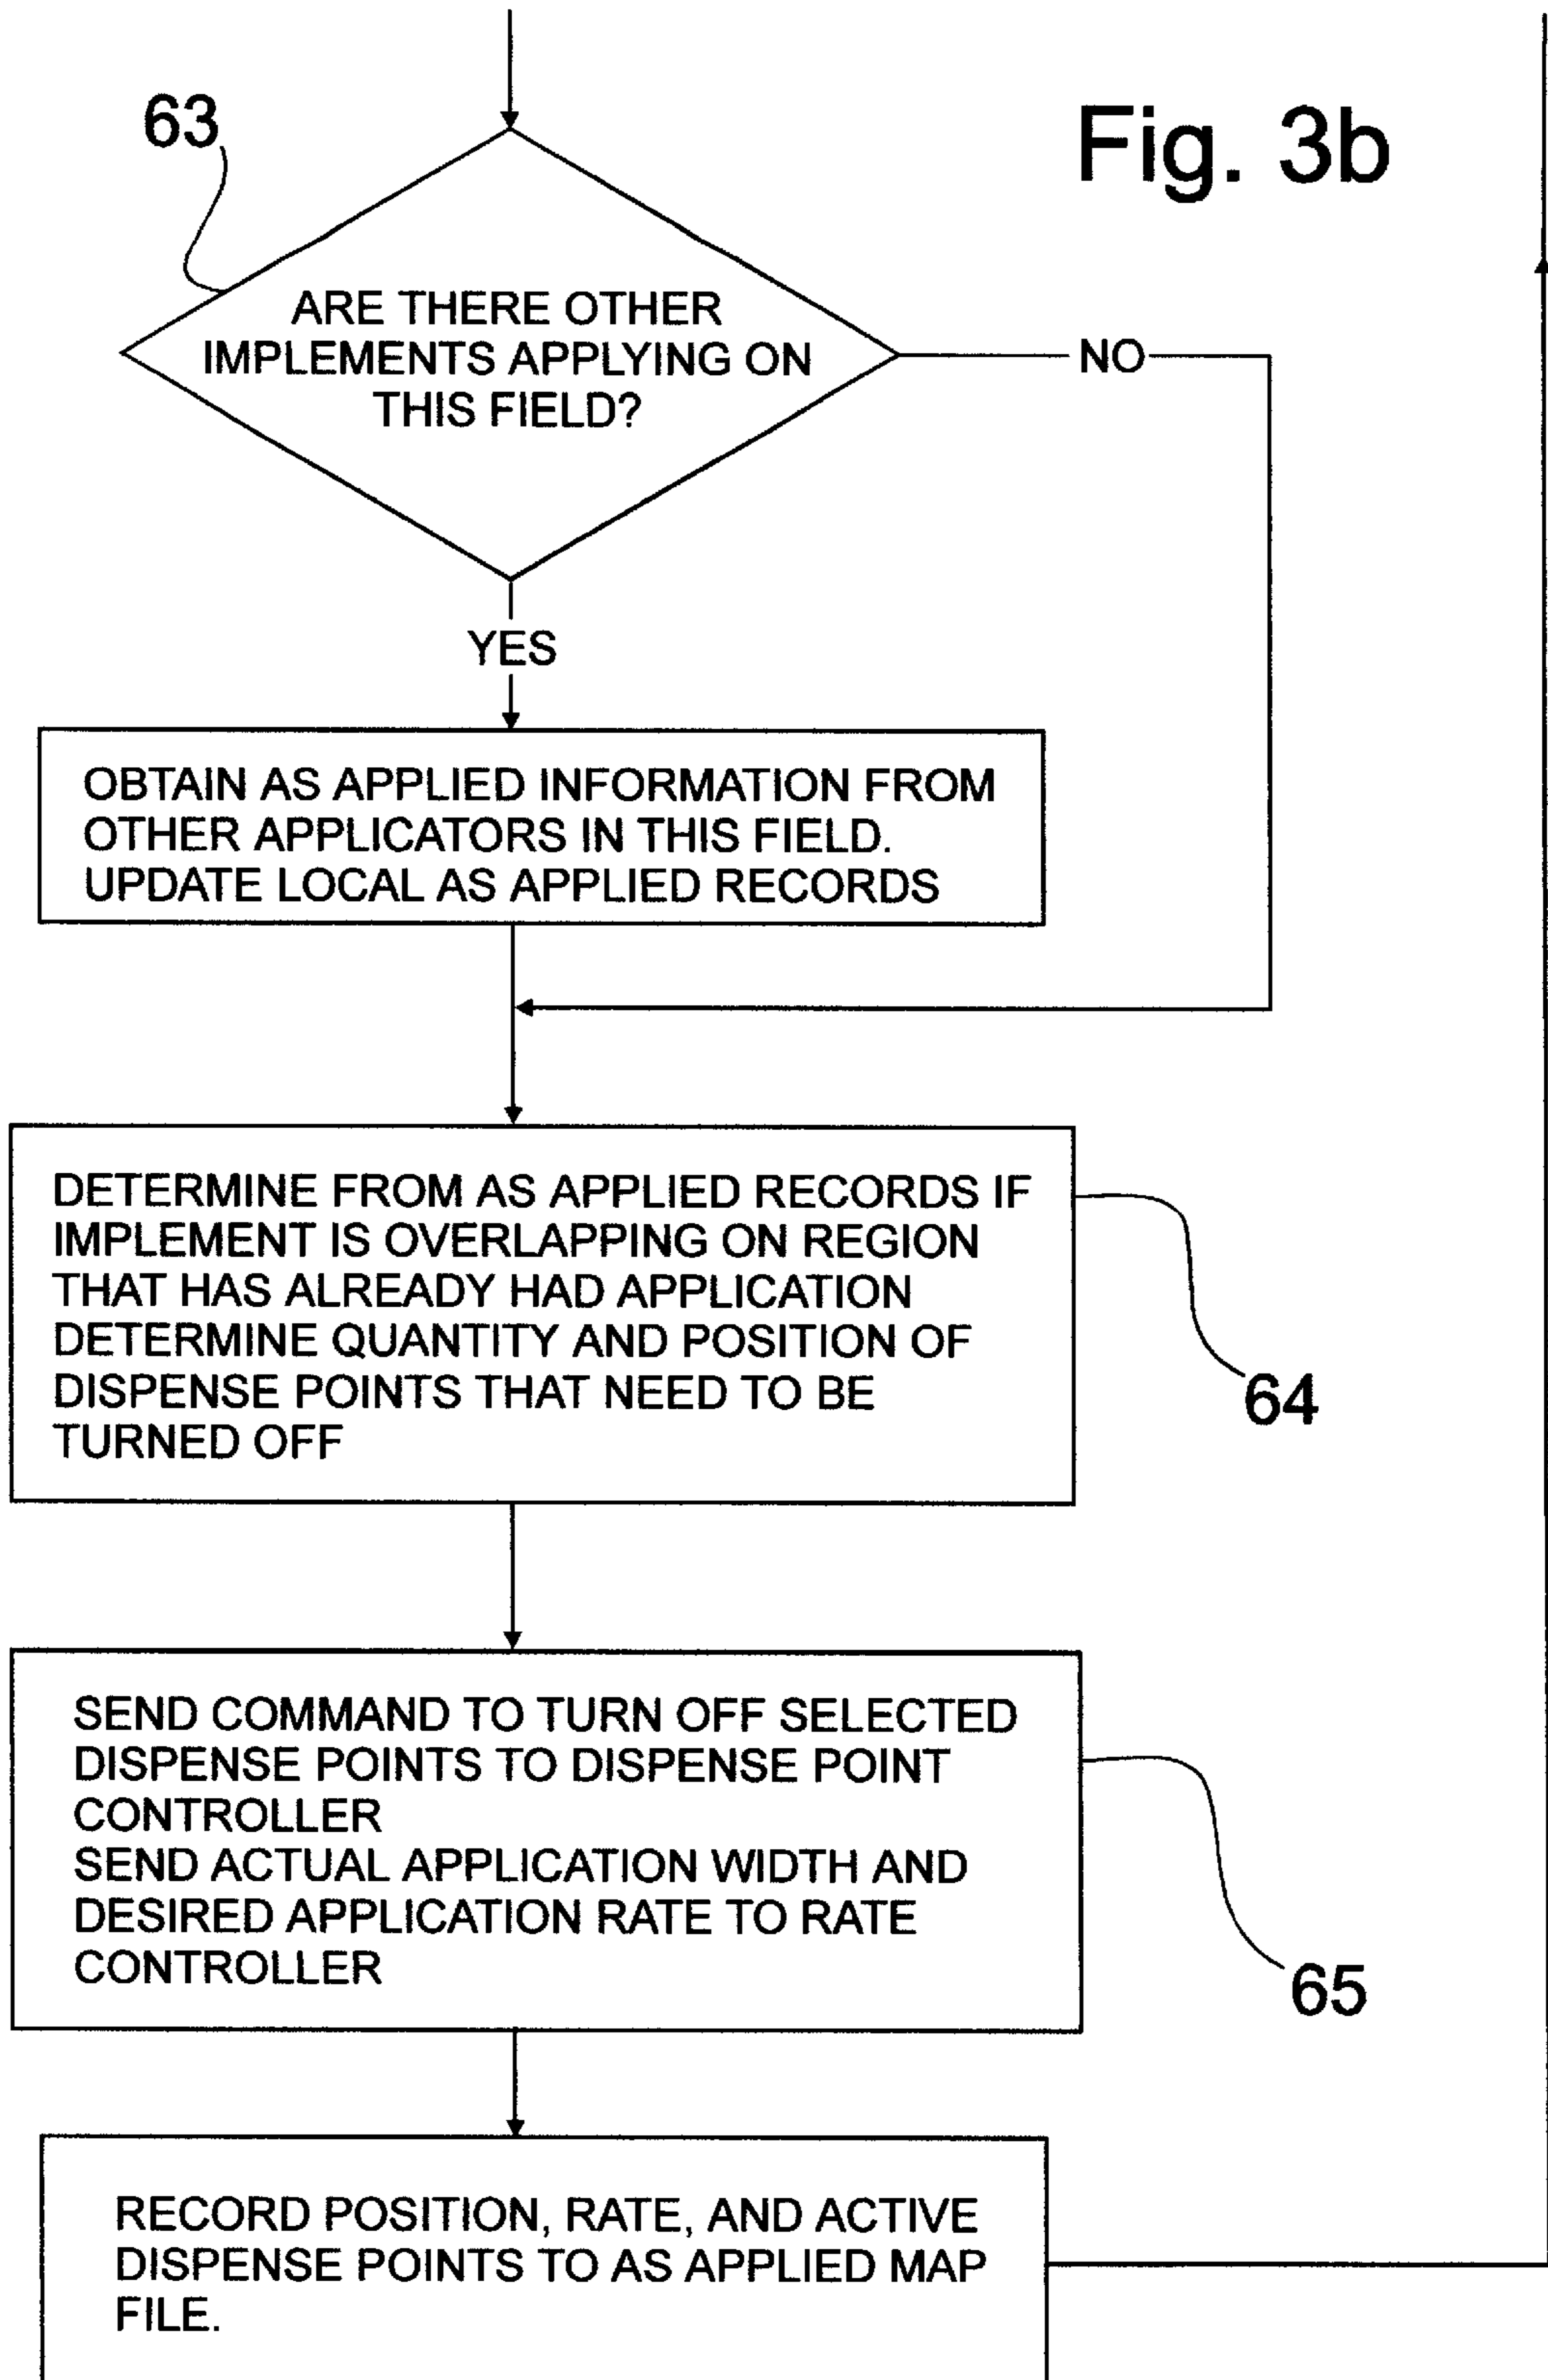 Fig. 3b
63
ARE THERE OTHER
IMPLEMENTS APPLYING ON
THIS FIELD?
NO
YES
OBTAIN AS APPLIED INFORMATION FROM
OTHER APPLICATORS IN THIS FIELD.
UPDATE LOCAL AS APPLIED RECORDS
DETERMINE FROM AS APPLIED RECORDS IF
IMPLEMENT IS OVERLAPPING ON REGION
THAT HAS ALREADY HAD APPLICATION
DETERMINE QUANTITY AND POSITION OF
DISPENSE POINTS THAT NEED TO BE
TURNED OFF
64
SEND COMMAND TO TURN OFF SELECTED
DISPENSE POINTS TO DISPENSE POINT
CONTROLLER
SEND ACTUAL APPLICATION WIDTH AND
DESIRED APPLICATION RATE TO RATE
CONTROLLER
65
RECORD POSITION, RATE, AND ACTIVE
DISPENSE POINTS TO AS APPLIED MAP
FILE.